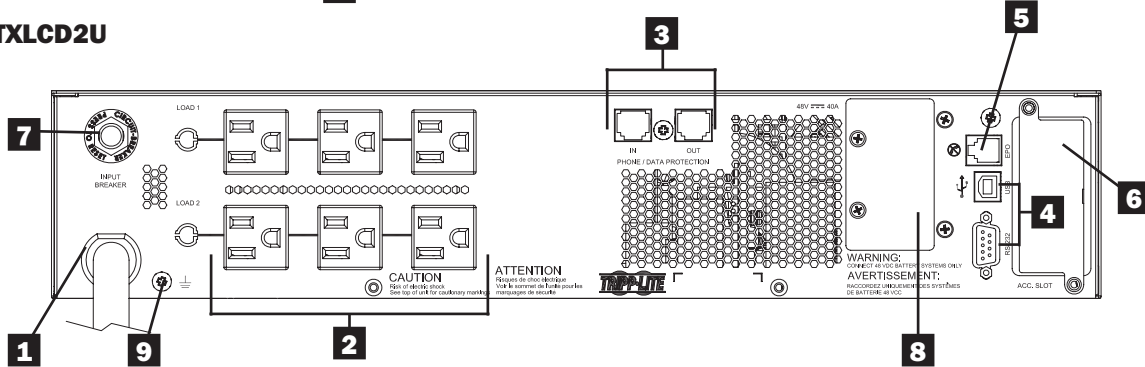 TXLCD2U
5
3
LOAD 1
48V 40A
7
IN
OUT
EPO
PHONE / DATA PROTECTION
INPUT
BREAKER
USB
6
LOAD 2
4
RS232
1
CAUTION
Risk of electric shock
See top of unit for cautionary marking
ATTENTION
Risques de choc électrique
Voir le sommet de l'unité pour les
marquages de sécurité
TRIPP-LITE
WARNING:
CONNECT 48 VDC BATTERY SYSTEMS ONLY
AVERTISSEMENT:
RACCORDEZ UNIQUEMENT DES SYSTÈMES
DE BATTERIE 48 VCC
ACC. SLOT
9
2
8